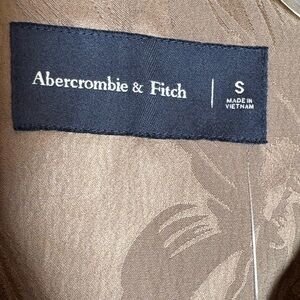 Abercrombie & Fitch
S
MADE IN
VIETNAM